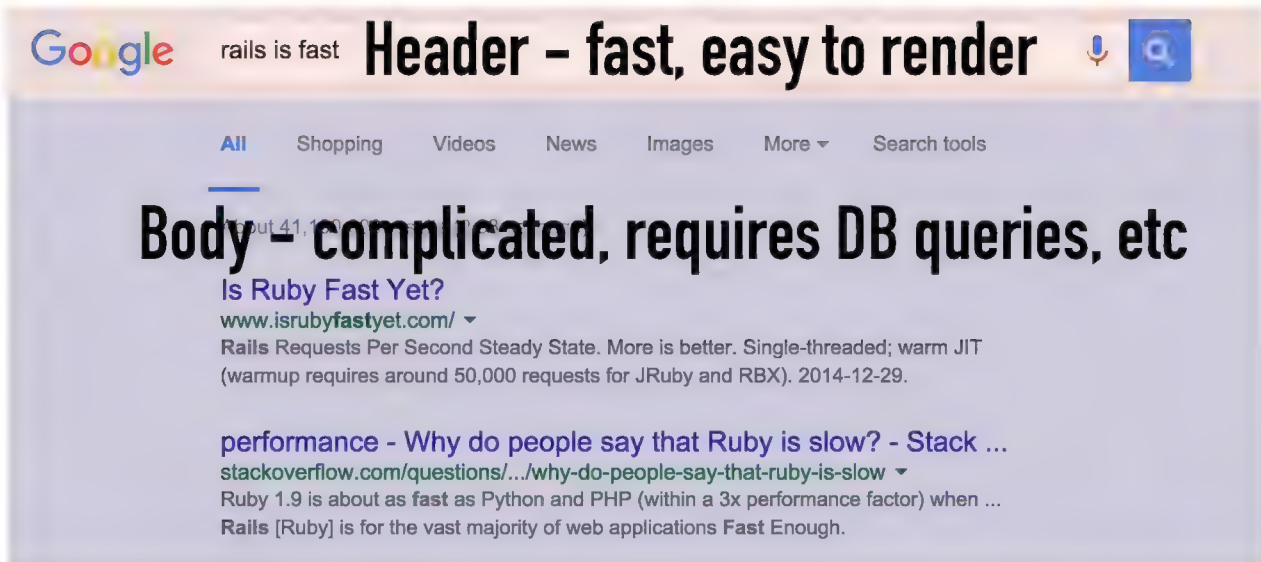 Google rails is fast Header – fast, easy to render
All Shopping Videos News Images More Search tools
About 41,1
Body – complicated, requires DB queries, etc
Is Ruby Fast Yet?
www.isrubyfastyet.com/
Rails Requests Per Second Steady State. More is better. Single-threaded; warm JIT
(warmup requires around 50,000 requests for JRuby and RBX). 2014-12-29.
performance - Why do people say that Ruby is slow? - Stack ...
stackoverflow.com/questions/.../why-do-people-say-that-ruby-is-slow
Ruby 1.9 is about as fast as Python and PHP (within a 3x performance factor) when ...
Rails [Ruby] is for the vast majority of web applications Fast Enough.